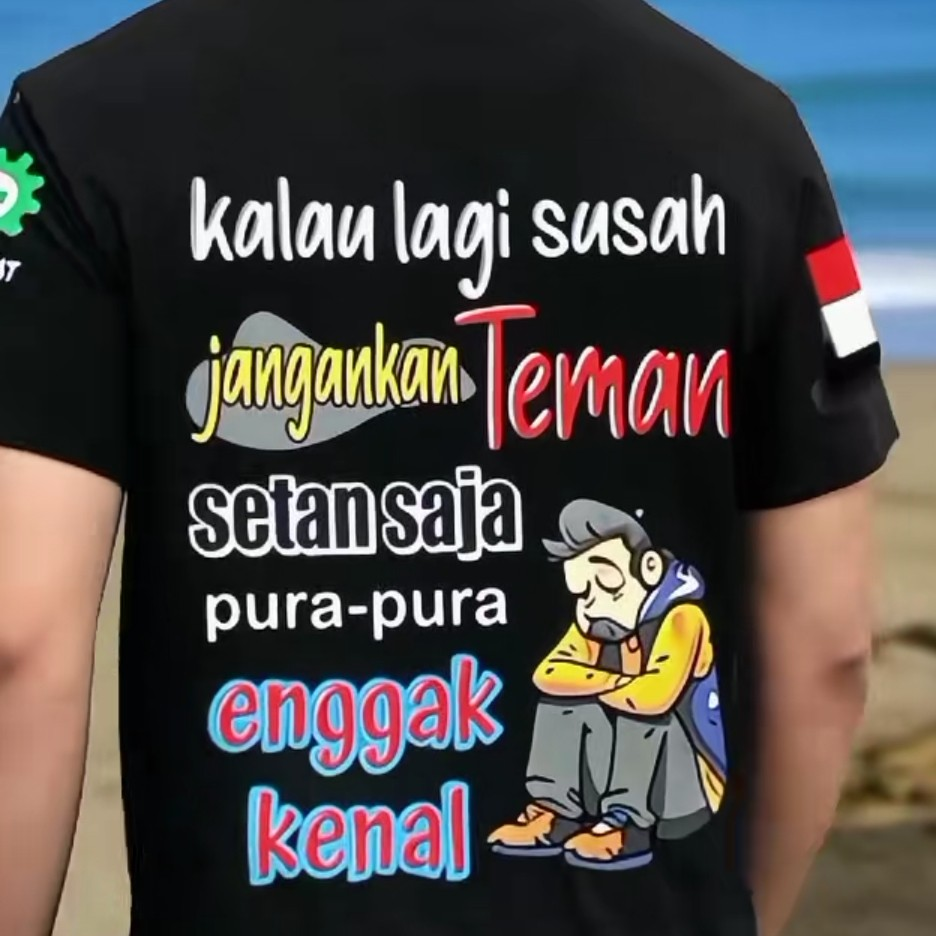 kalau lagi susah
jangankan Teman
setan saja
pura-pura
enggak
kenal